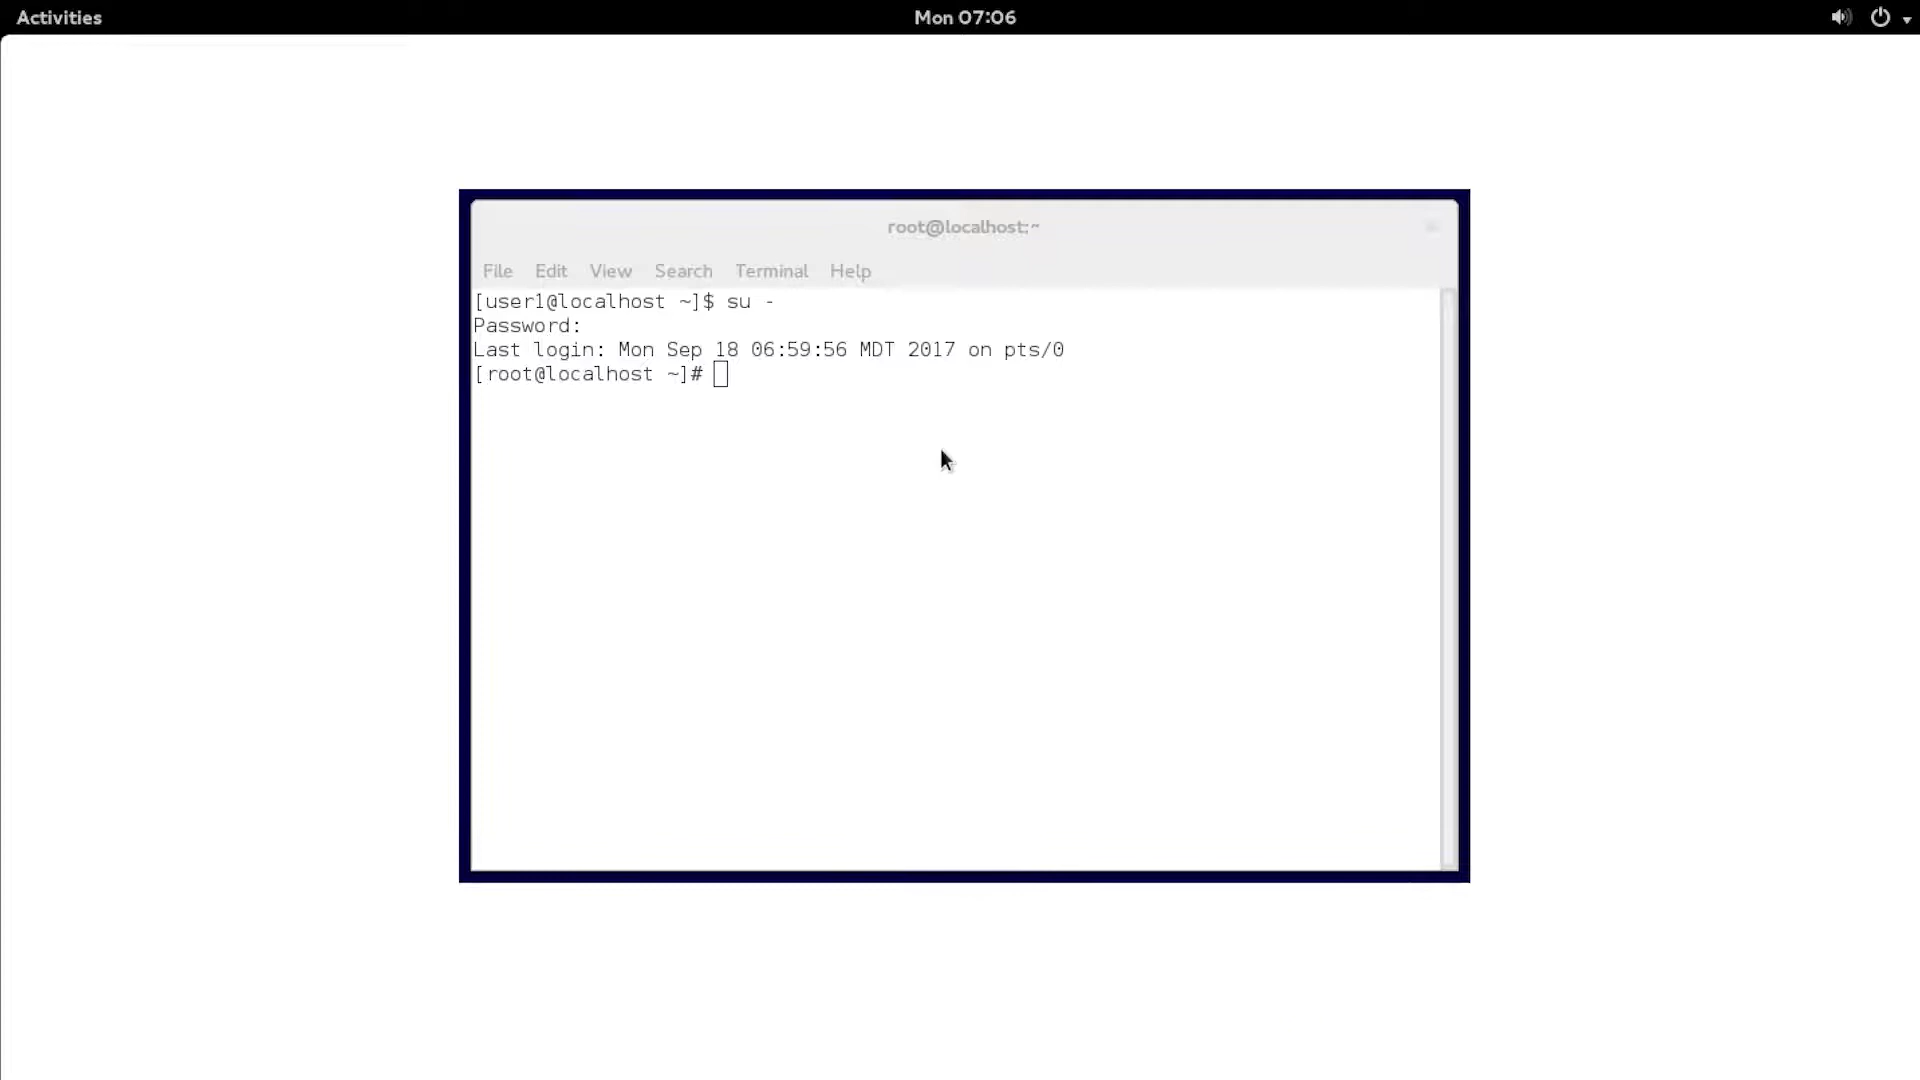 Activities
Mon 07:06
root@localhost:~
File Edit View Search Terminal Help
[user1@localhost ~]$ su -
Password:
Last login: Mon Sep 18 06:59:56 MDT 2017 on pts/0
[root@localhost ~]#